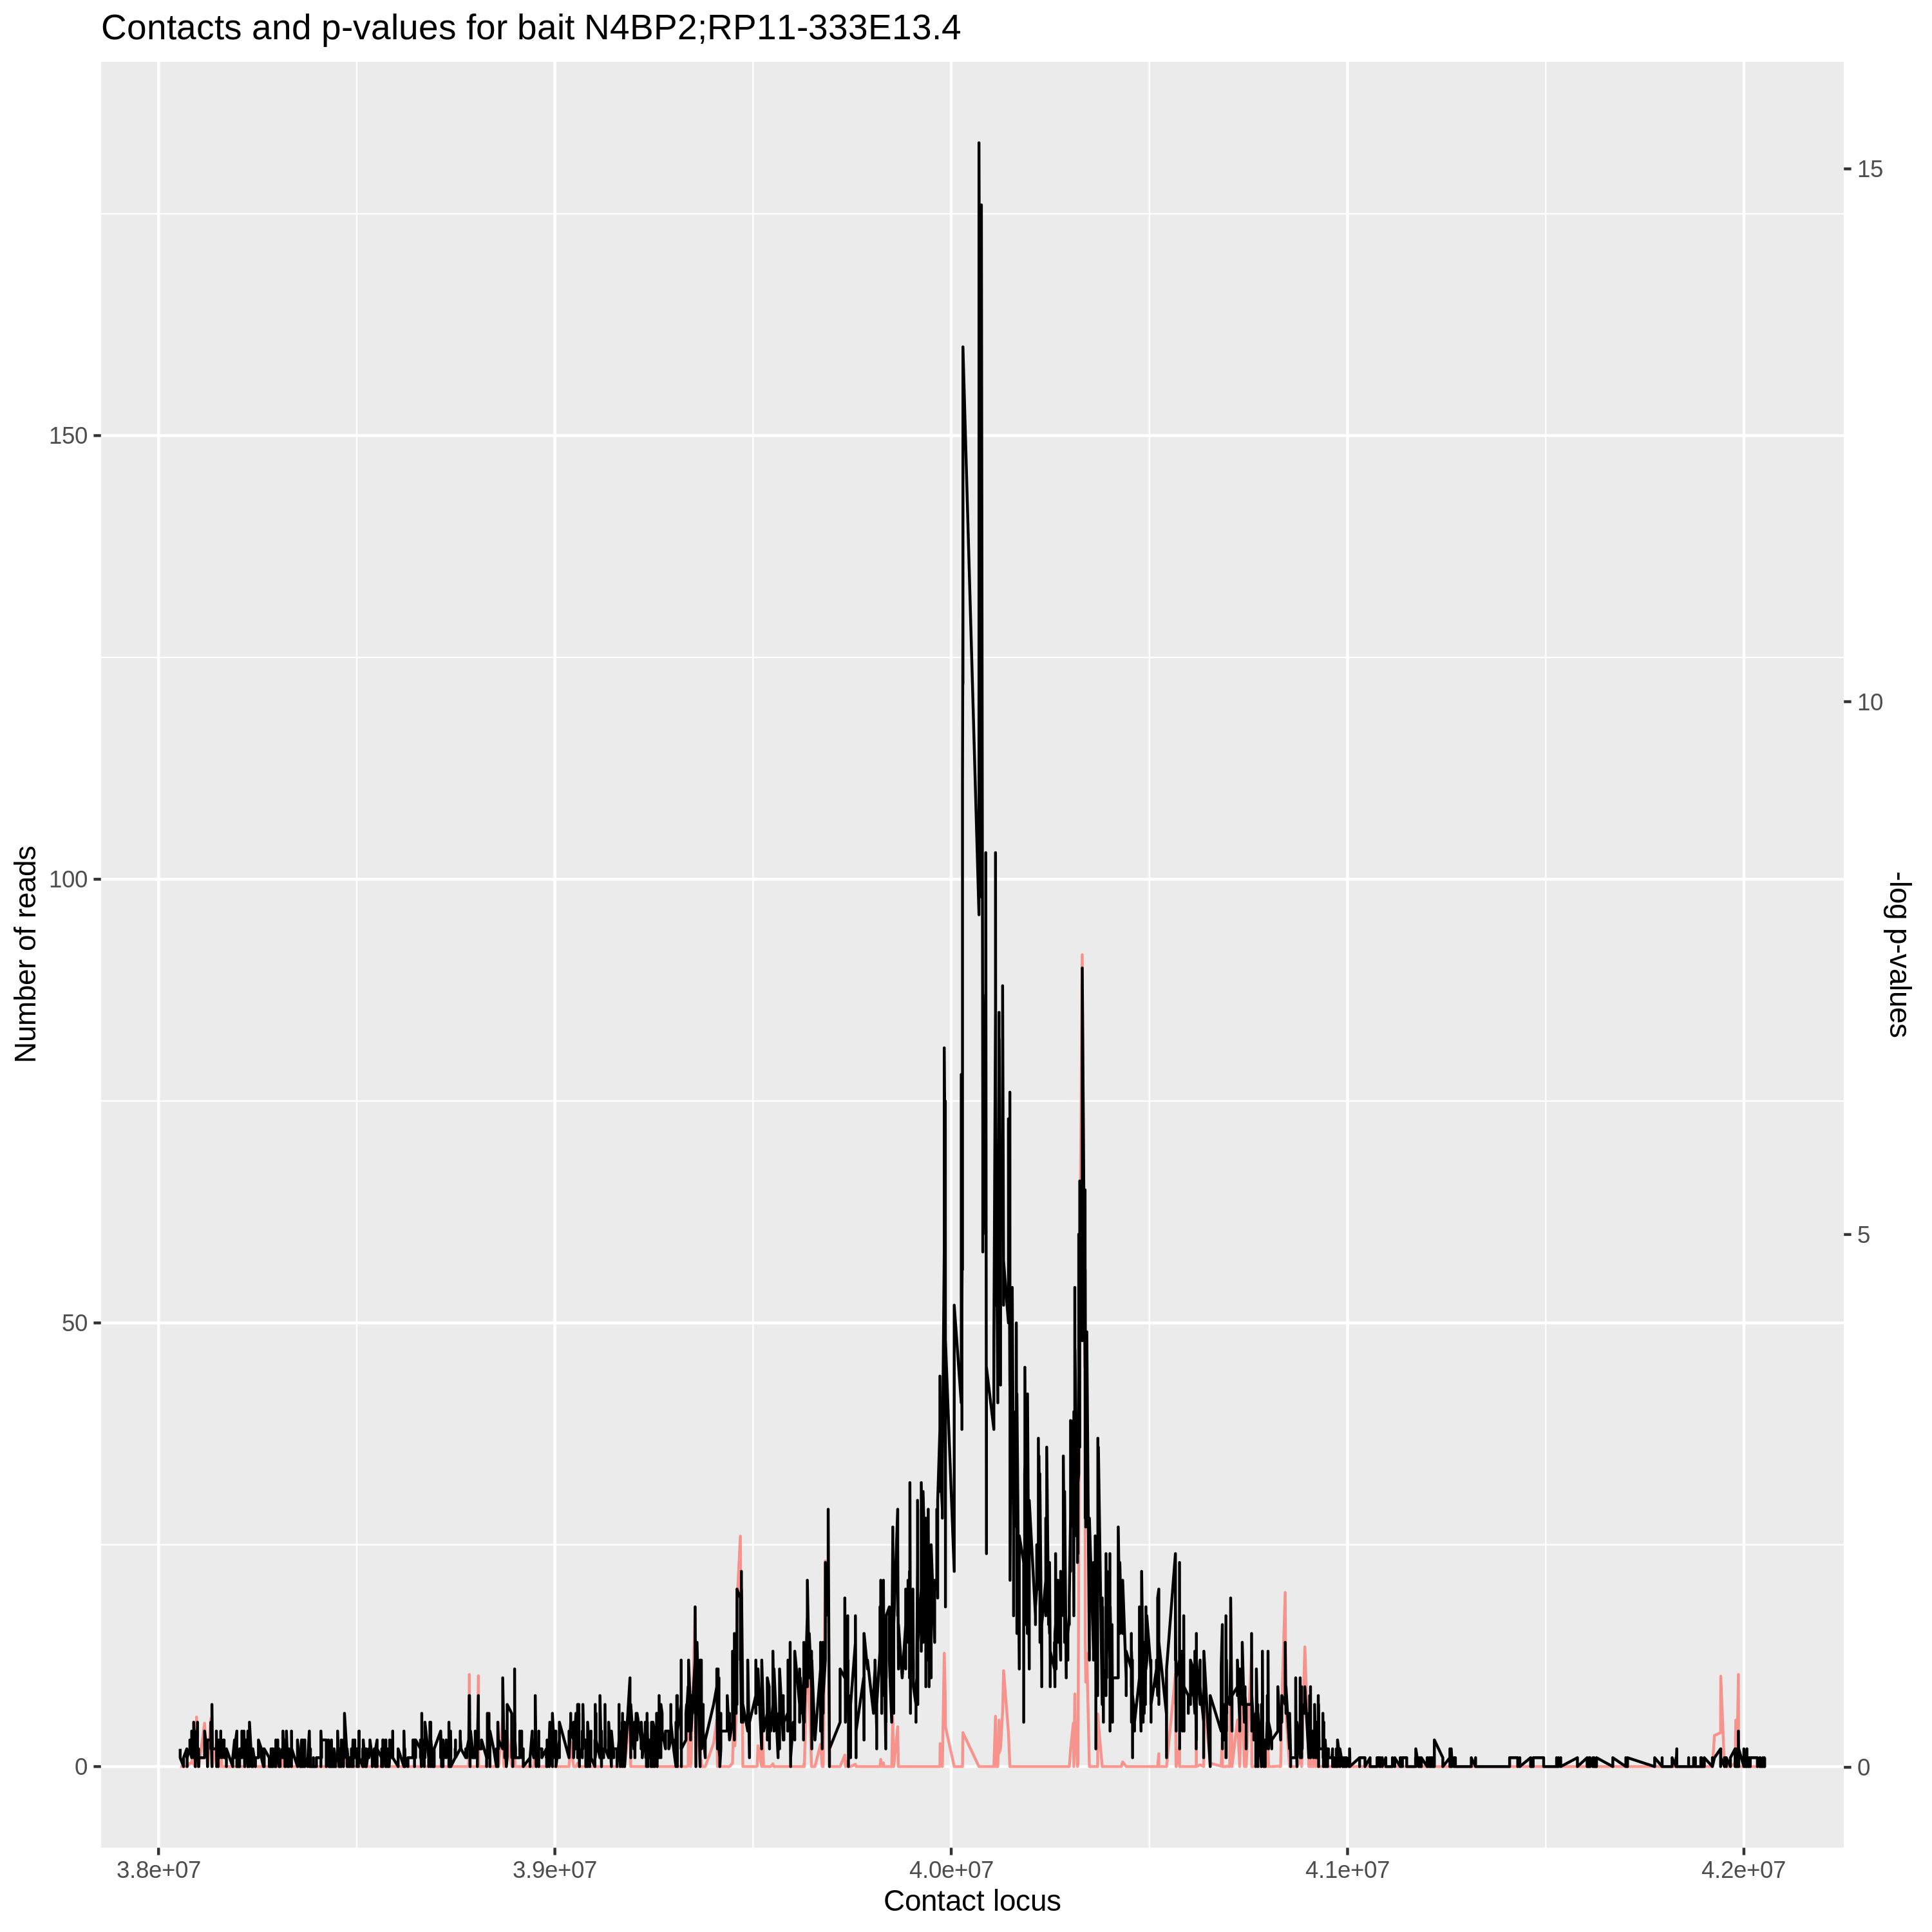 Contacts and p-values for bait N4BP2;RP11-333E13.4
Number of reads
150
100
50
0
15
10
5
0
-log p-values
3.8e+07
3.9e+07
4.0e+07
4.1e+07
4.2e+07
Contact locus